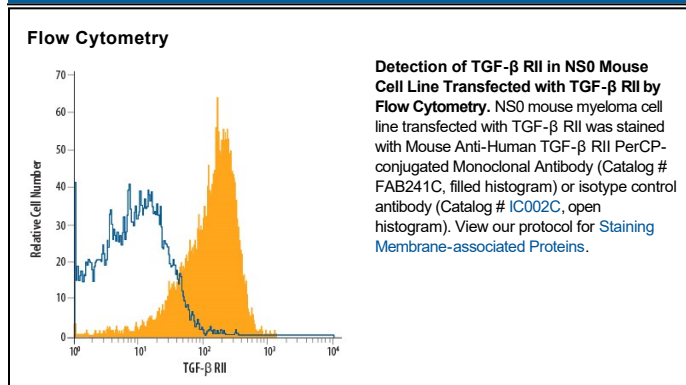 Flow Cytometry
70
60
50
40
30
20
10
0
Relative Cell Number
10⁰ 10¹ 10² 10³ 10⁴
TGF-β RII
Detection of TGF-β RII in NS0 Mouse
Cell Line Transfected with TGF-β RII by
Flow Cytometry. NS0 mouse myeloma cell
line transfected with TGF-β RII was stained
with Mouse Anti-Human TGF-β RII PerCP-
conjugated Monoclonal Antibody (Catalog #
FAB241C, filled histogram) or isotype control
antibody (Catalog # IC002C, open
histogram). View our protocol for Staining
Membrane-associated Proteins.